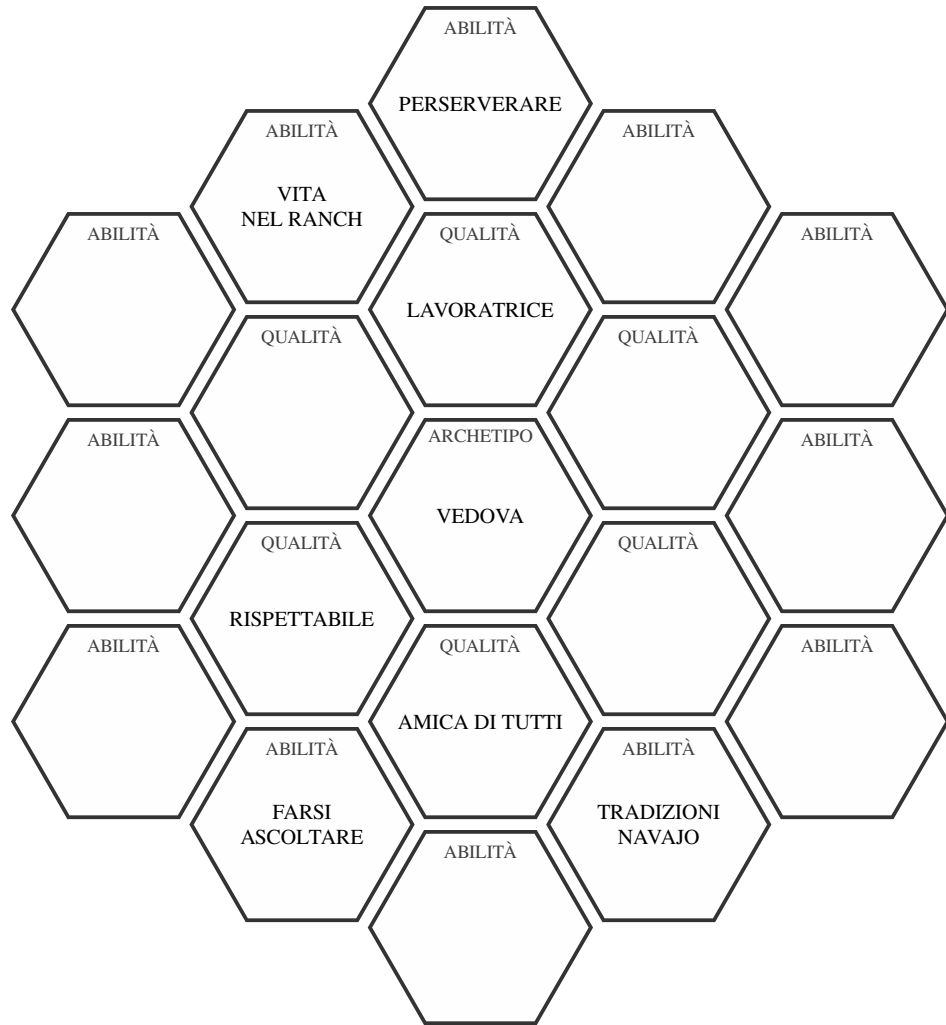 ABILITÀ
PERSERVERARE
ABILITÀ
VITA
NEL RANCH
ABILITÀ
ABILITÀ
QUALITÀ
LAVORATRICE
ABILITÀ
QUALITÀ
QUALITÀ
ABILITÀ
ARCHETIPO
VEDOVA
ABILITÀ
QUALITÀ
RISPETTABILE
QUALITÀ
ABILITÀ
QUALITÀ
AMICA DI TUTTI
ABILITÀ
ABILITÀ
FARSI
ASCOLTARE
ABILITÀ
TRADIZIONI
NAVAJO
ABILITÀ